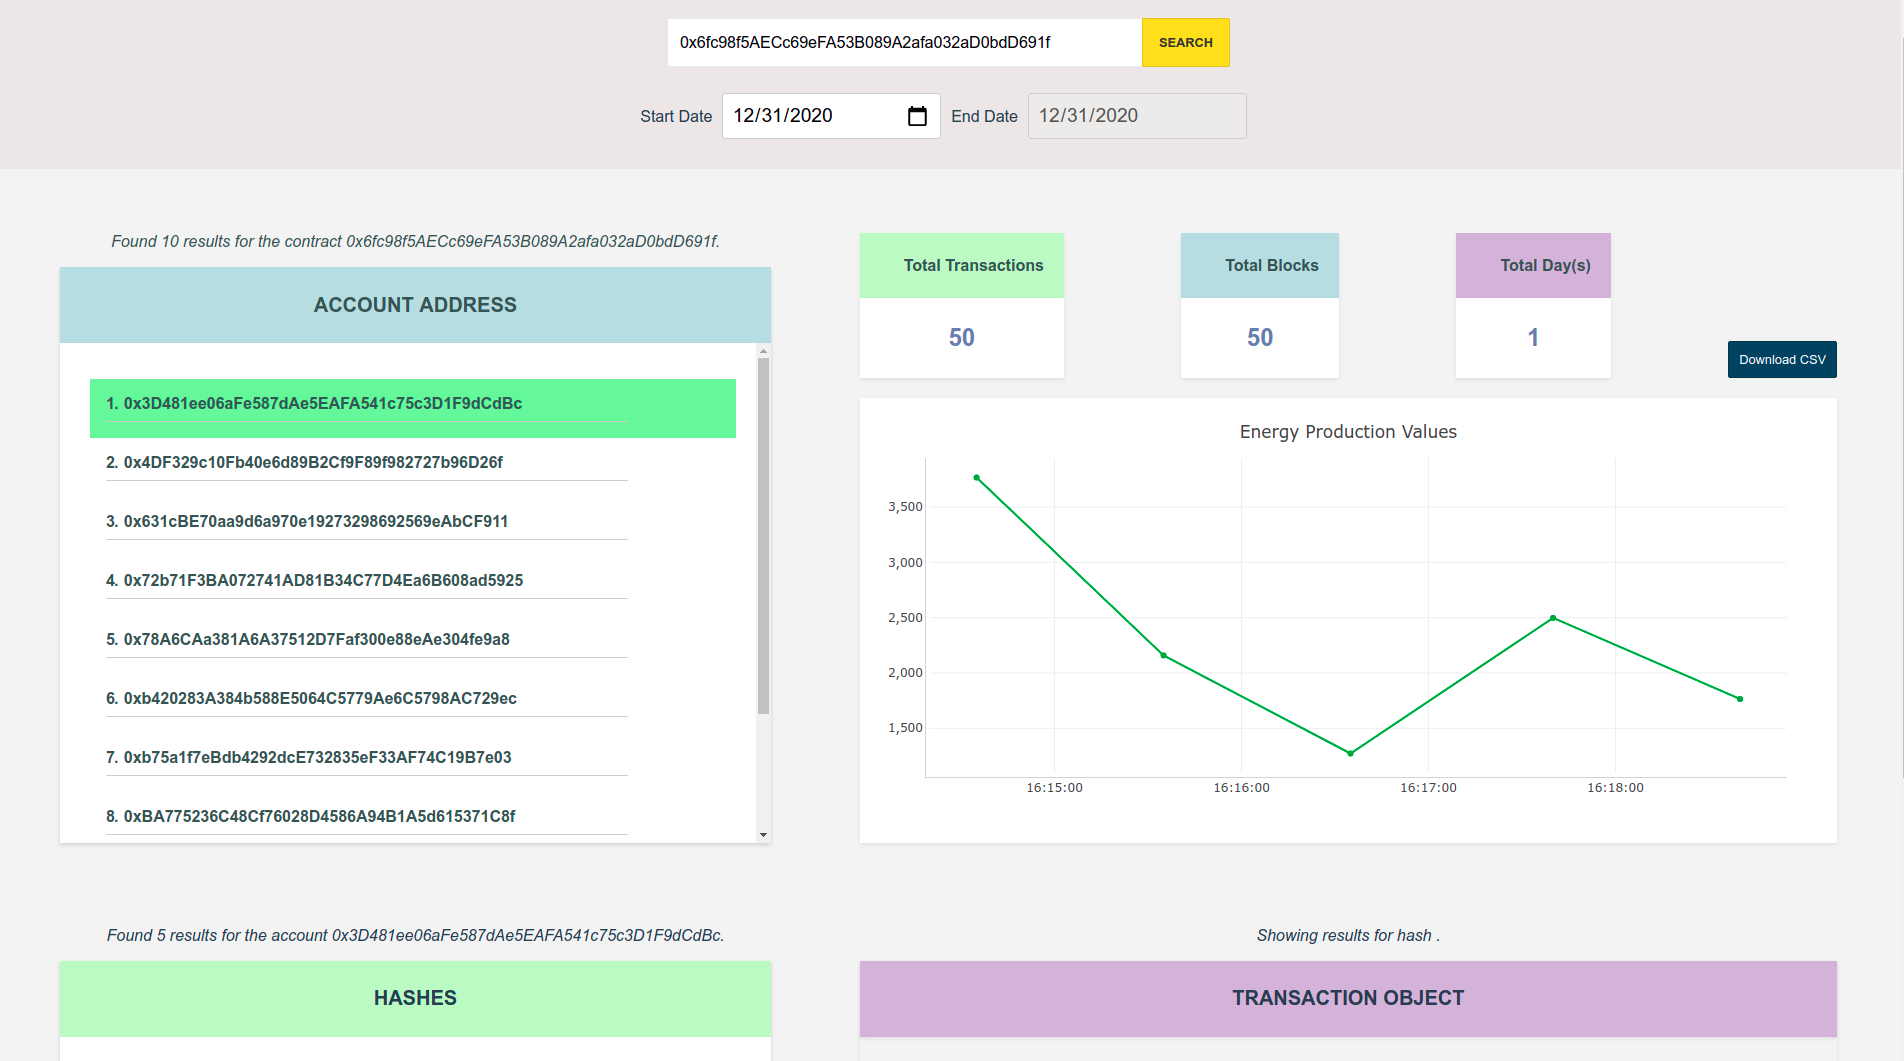 0x6fc98f5AECc69eFA53B089A2afa032aD0bdD691f
SEARCH
Start Date 12/31/2020 End Date 12/31/2020
Found 10 results for the contract 0x6fc98f5AECc69eFA53B089A2afa032aD0bdD691f.
ACCOUNT ADDRESS
1. 0x3D481ee06aFe587dAe5EAFA541c75c3D1F9dCdBc
2. 0x4DF329c10Fb40e6d89B2Cf9F89f982727b96D26f
3. 0x631cBE70aa9d6a970e19273298692569eAbCF911
4. 0x72b71F3BA072741AD81B34C77D4Ea6B608ad5925
5. 0x78A6CAa381A6A37512D7Faf300e88eAe304fe9a8
6. 0xb420283A384b588E5064C5779Ae6C5798AC729ec
7. 0xb75a1f7eBdb4292dcE732835eF33AF74C19B7e03
8. 0xBA775236C48Cf76028D4586A94B1A5d615371C8f
Total Transactions
50
Total Blocks
50
Total Day(s)
1
Download CSV
Energy Production Values
3,500
3,000
2,500
2,000
1,500
16:15:00 16:16:00 16:17:00 16:18:00
Found 5 results for the account 0x3D481ee06aFe587dAe5EAFA541c75c3D1F9dCdBc.
HASHES
Showing results for hash .
TRANSACTION OBJECT